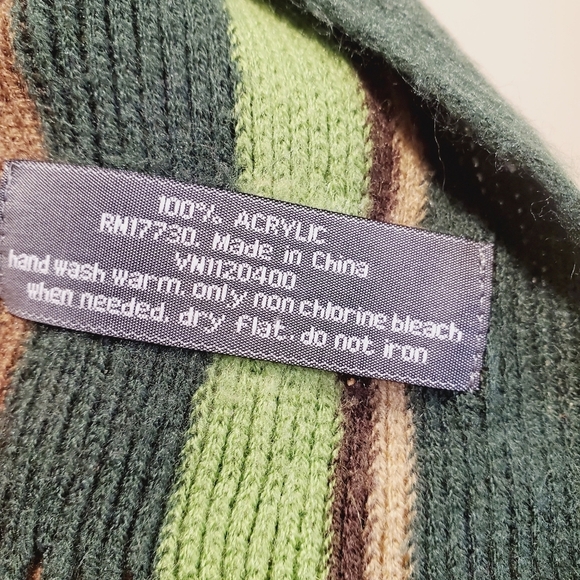 100% ACRYLIC
RN17730. Made in China
VN1120400
hand wash warm. only non chlorine bleach
when needed. dry flat. do not iron